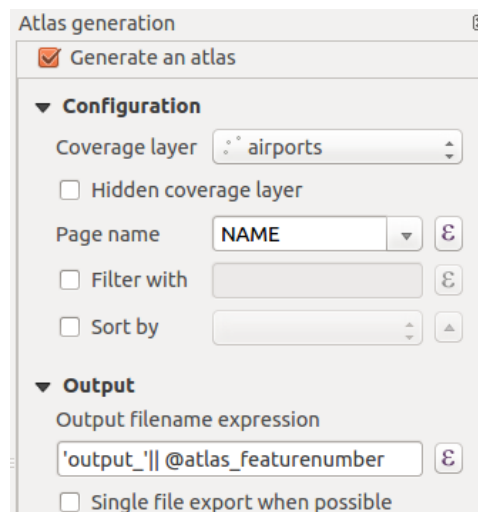 Atlas generation
Generate an atlas
Configuration
Coverage layer airports
Hidden coverage layer
Page name NAME ε
Filter with ε
Sort by
Output
Output filename expression
'output_'|| @atlas_featurenumber ε
Single file export when possible